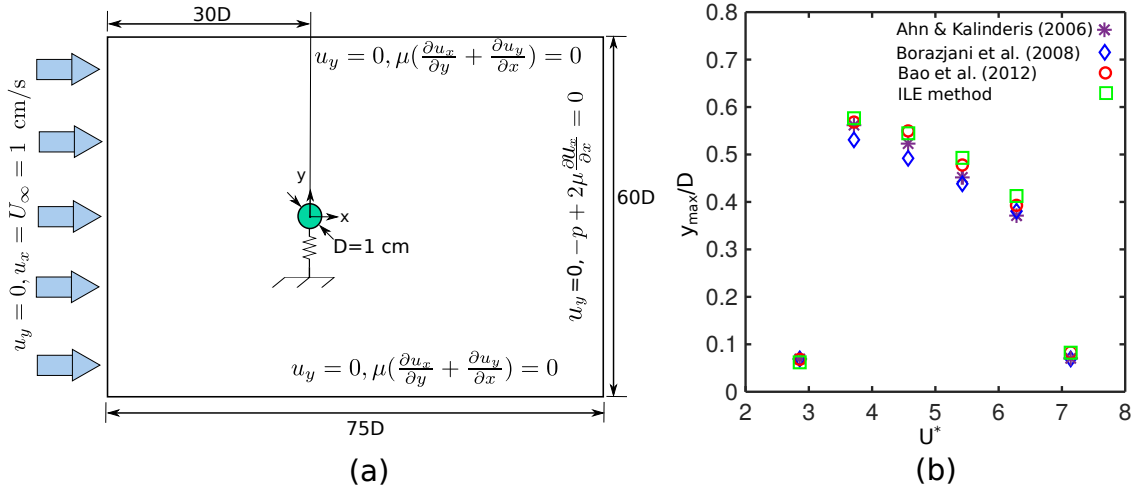 30D
u_y = 0, μ(∂u_x/∂y + ∂u_y/∂x) = 0
u_y = 0, u_x = U_∞ = 1 cm/s
y
x
D=1 cm
u_y=0, −p + 2μ ∂u_x/∂x = 0
60D
u_y = 0, μ(∂u_x/∂y + ∂u_y/∂x) = 0
75D
(a)
0.8
0.7
0.6
0.5
0.4
0.3
0.2
0.1
0
y_max/D
Ahn & Kalinderis (2006)
Borazjani et al. (2008)
Bao et al. (2012)
ILE method
2 3 4 5 6 7 8
U*
(b)